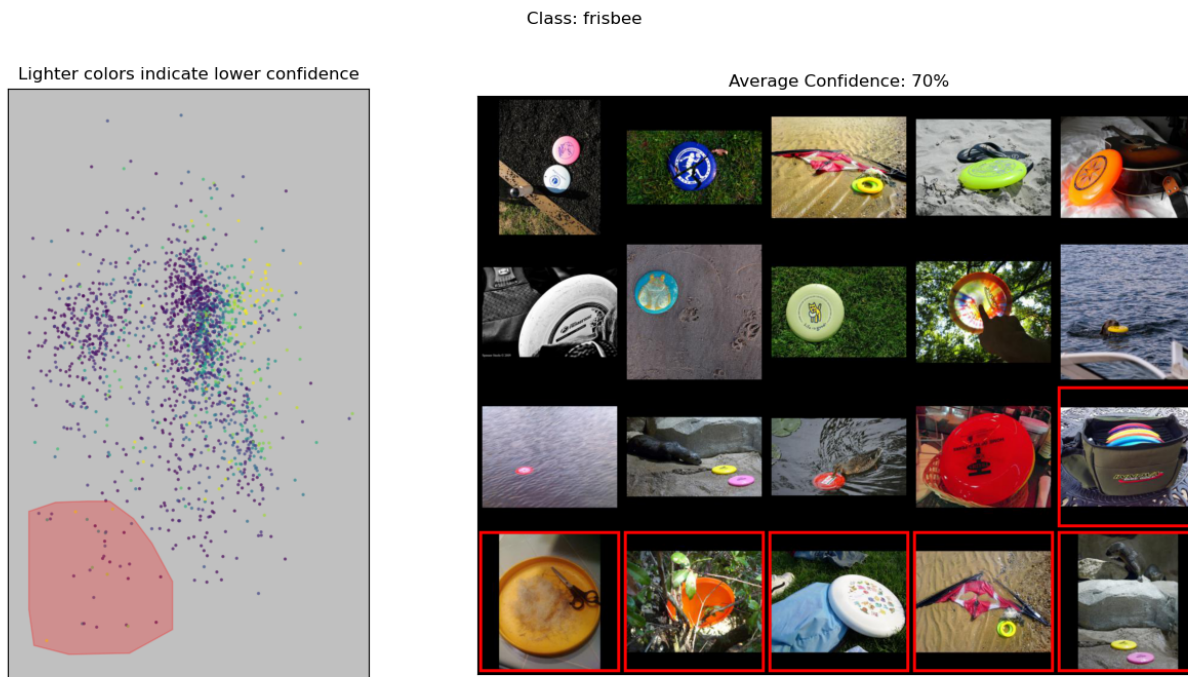 Class: frisbee
Lighter colors indicate lower confidence
Average Confidence: 70%